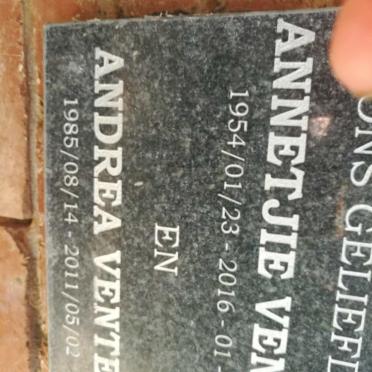 ONS GELIEFD
ANNETJIE VEN
1954/01/23 - 2016 - 01 -
EN
ANDREA VENTE
1985/08/14 - 2011/05/02